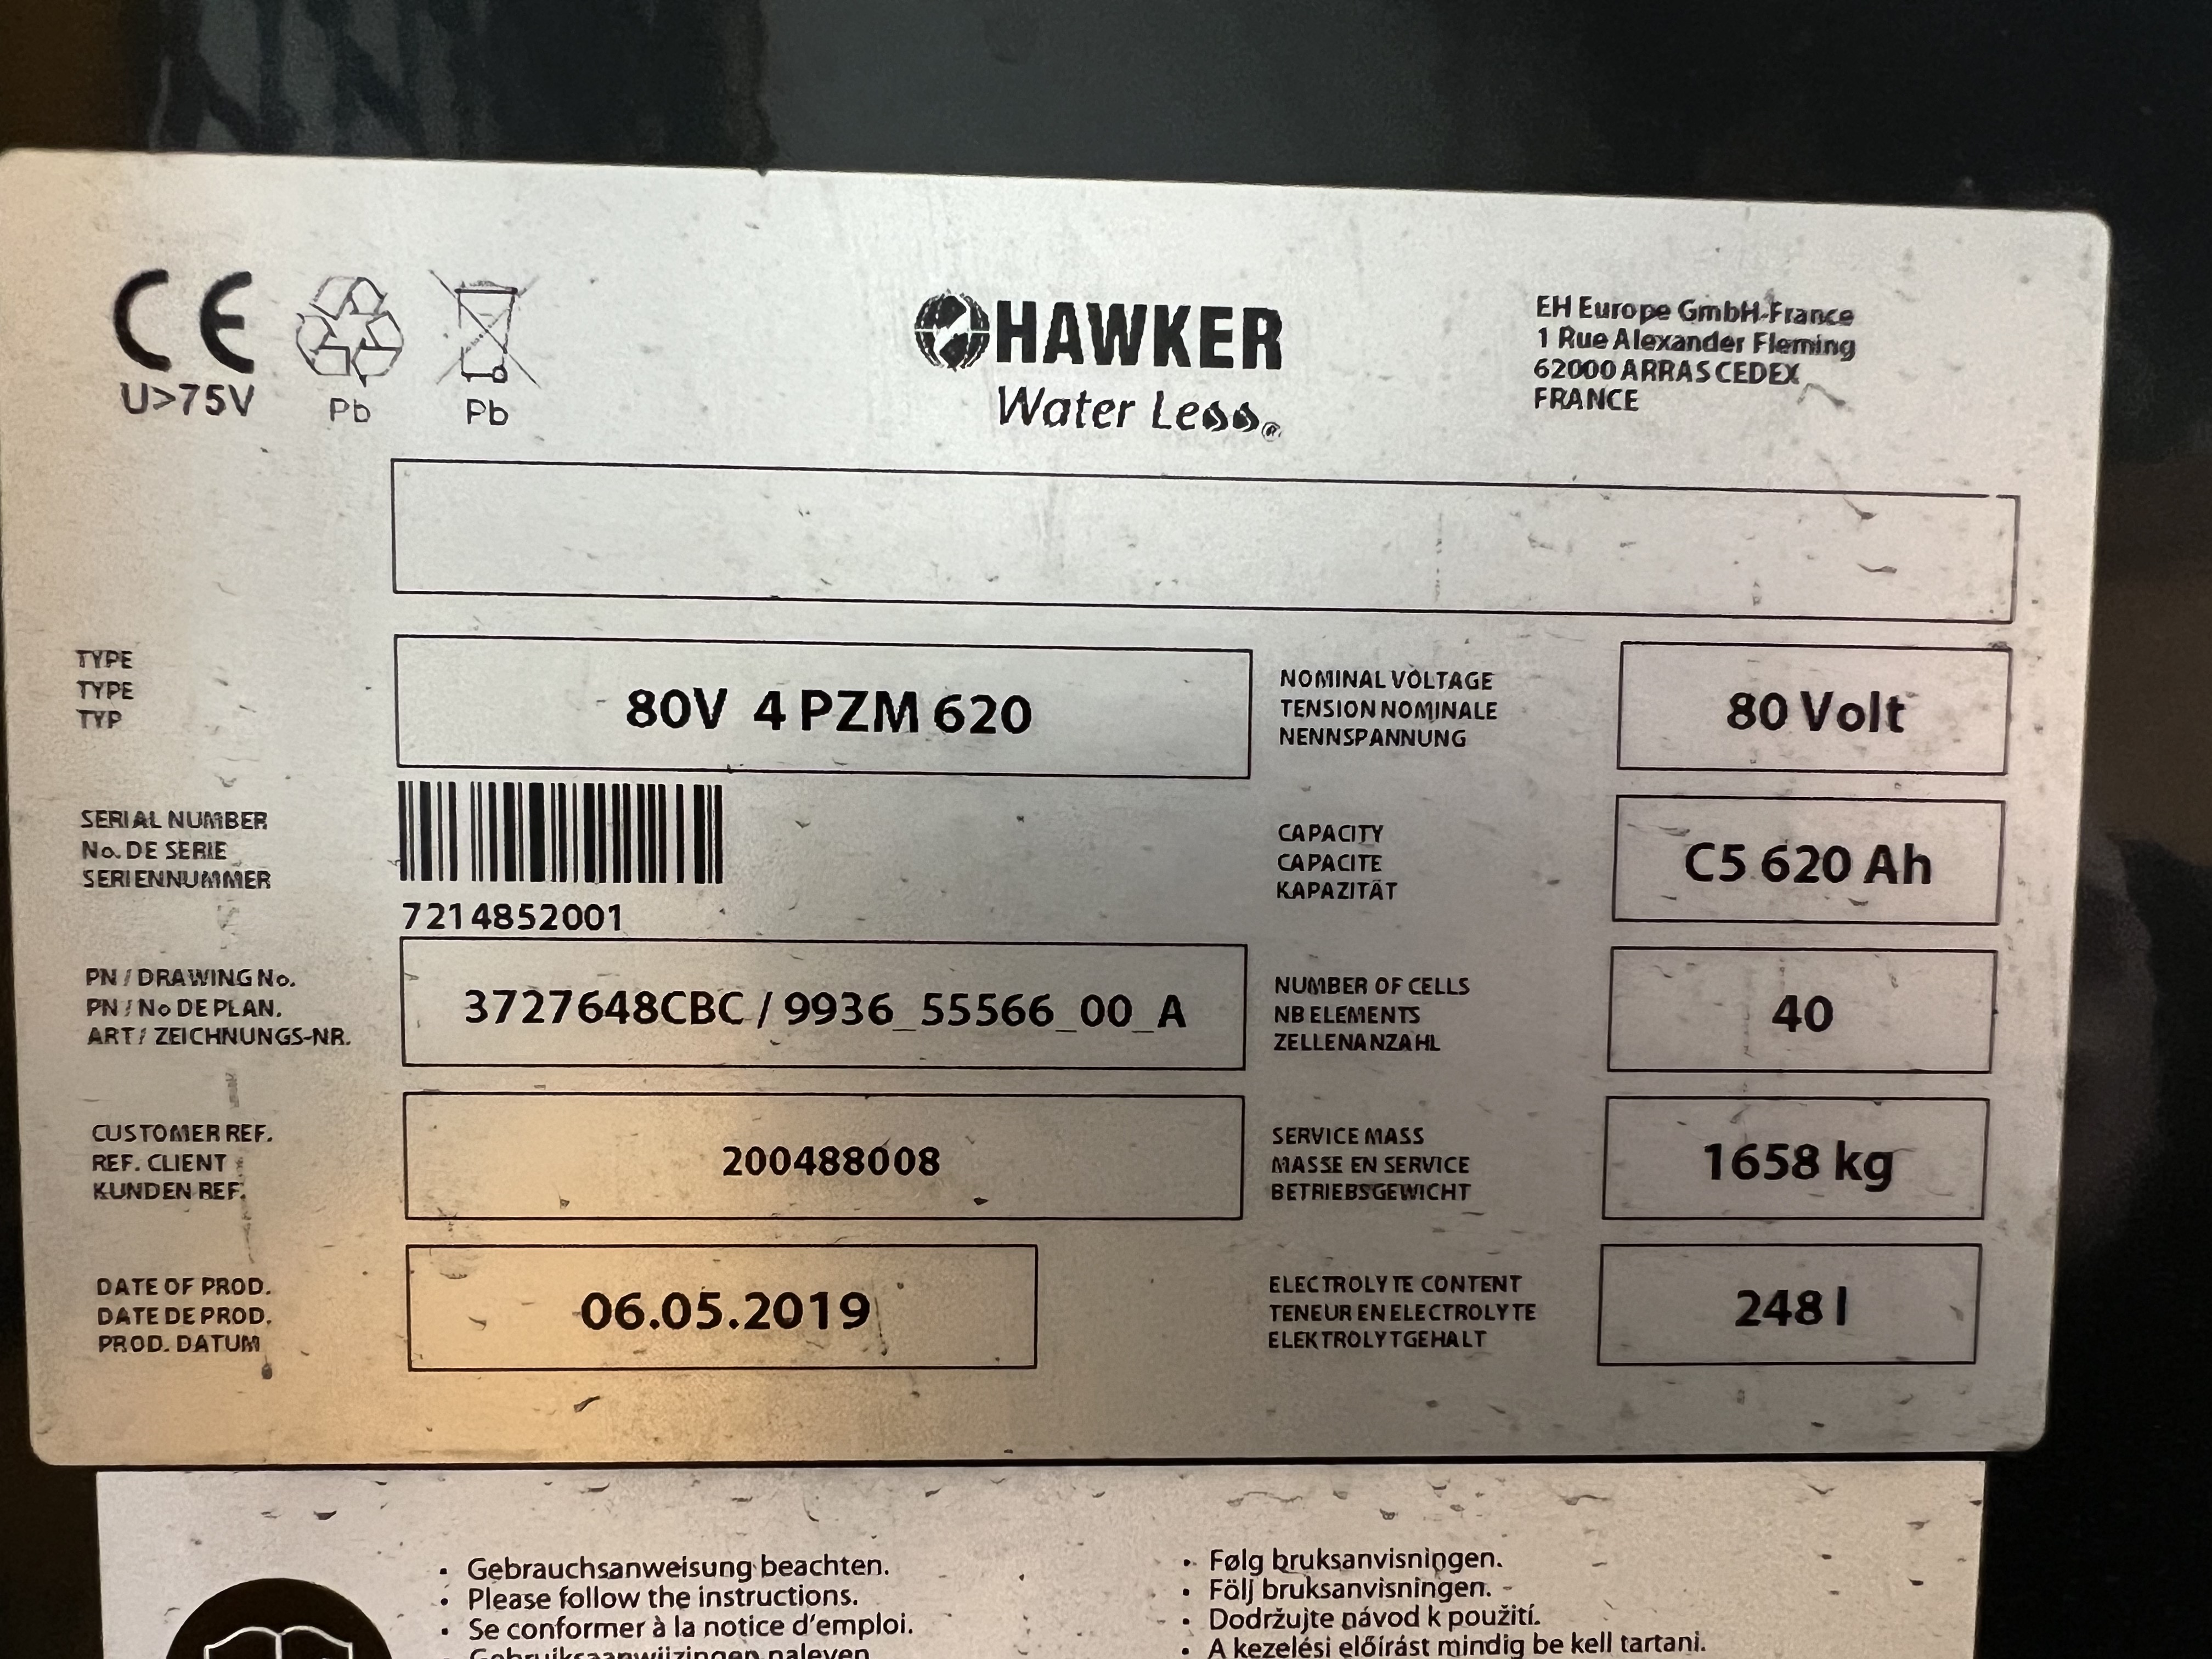 CE
U>75V
Pb
Pb
HAWKER
Water Less®
EH Europe GmbH-France
1 Rue Alexander Fleming
62000 ARRAS CEDEX
FRANCE
TYPE
TYPE
TYP
80V 4 PZM 620
NOMINAL VOLTAGE
TENSION NOMINALE
NENNSPANNUNG
80 Volt
SERIAL NUMBER
No. DE SERIE
SERIENNUMMER
7214852001
CAPACITY
CAPACITE
KAPAZITÄT
C5 620 Ah
PN / DRAWING No.
PN / No DE PLAN.
ART / ZEICHNUNGS-NR.
3727648CBC / 9936_55566_00_A
NUMBER OF CELLS
NB ELEMENTS
ZELLENANZAHL
40
CUSTOMER REF.
REF. CLIENT
KUNDEN REF.
200488008
SERVICE MASS
MASSE EN SERVICE
BETRIEBSGEWICHT
1658 kg
DATE OF PROD.
DATE DE PROD.
PROD. DATUM
06.05.2019
ELECTROLYTE CONTENT
TENEUR EN ELECTROLYTE
ELEKTROLYTGEHALT
248 l
• Gebrauchsanweisung beachten.
• Please follow the instructions.
• Se conformer à la notice d'emploi.
• Gebruiksaanwijzingen naleven
• Følg bruksanvisningen.
• Följ bruksanvisningen.
• Dodržujte návod k použití.
• A kezelési előírást mindig be kell tartani.